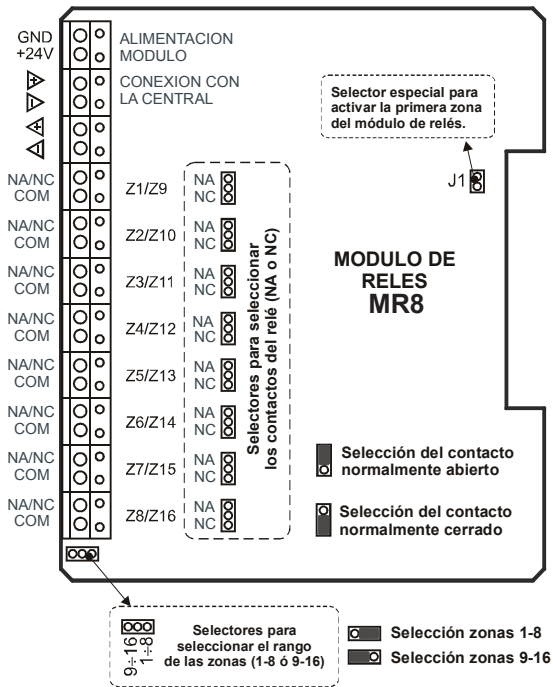 GND
+24V
ALIMENTACION
MODULO
CONEXION CON
LA CENTRAL
Selector especial para
activar la primera zona
del módulo de relés.
J1
NA/NC
COM
Z1/Z9
NA
NC
NA/NC
COM
Z2/Z10
NA
NC
NA/NC
COM
Z3/Z11
NA
NC
NA/NC
COM
Z4/Z12
NA
NC
NA/NC
COM
Z5/Z13
NA
NC
NA/NC
COM
Z6/Z14
NA
NC
NA/NC
COM
Z7/Z15
NA
NC
NA/NC
COM
Z8/Z16
NA
NC
Selectores para seleccionar
los contactos del relé (NA o NC)
MODULO DE
RELES
MR8
Selección del contacto
normalmente abierto
Selección del contacto
normalmente cerrado
9÷16
1÷8
Selectores para
seleccionar el rango
de las zonas (1-8 ó 9-16)
Selección zonas 1-8
Selección zonas 9-16